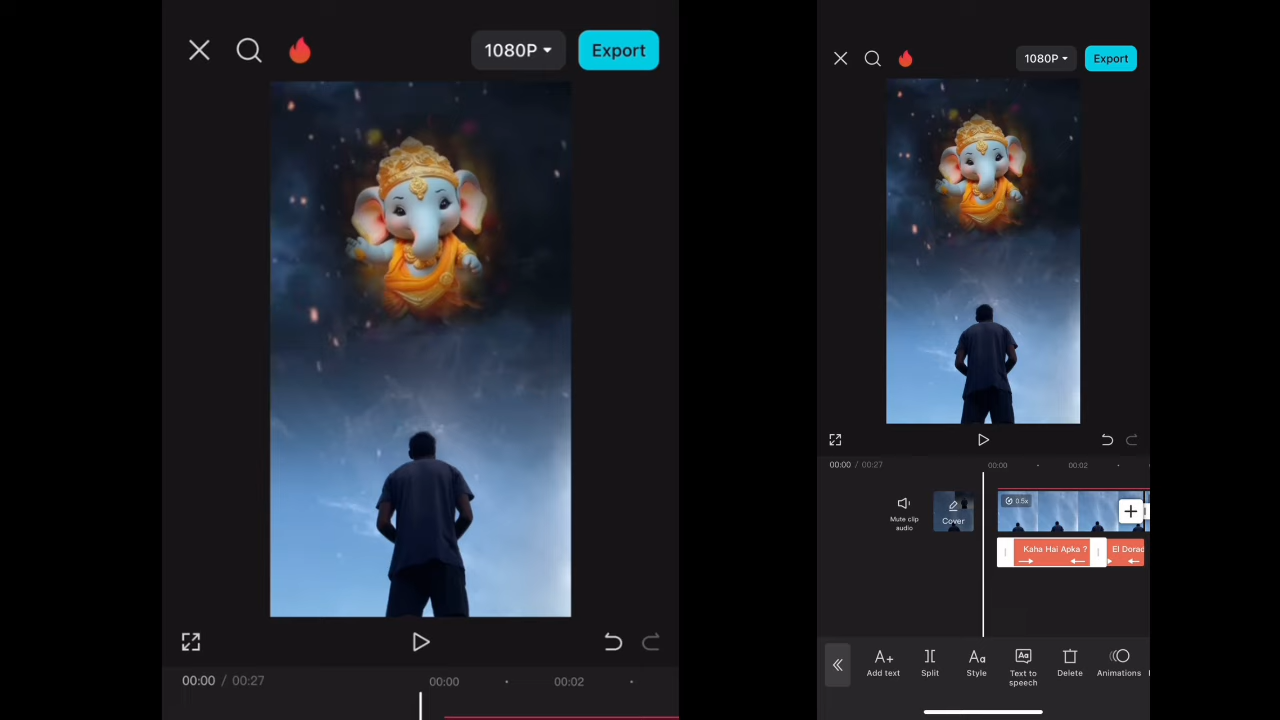 1080P
Export
00:00 / 00:27
00:00
00:02
1080P
Export
00:00 / 00:27
00:00
00:02
Mute clip
audio
Cover
0.5x
Kaha Hai Apka ?
El Dorad
Add text
Split
Style
Text to
speech
Delete
Animations